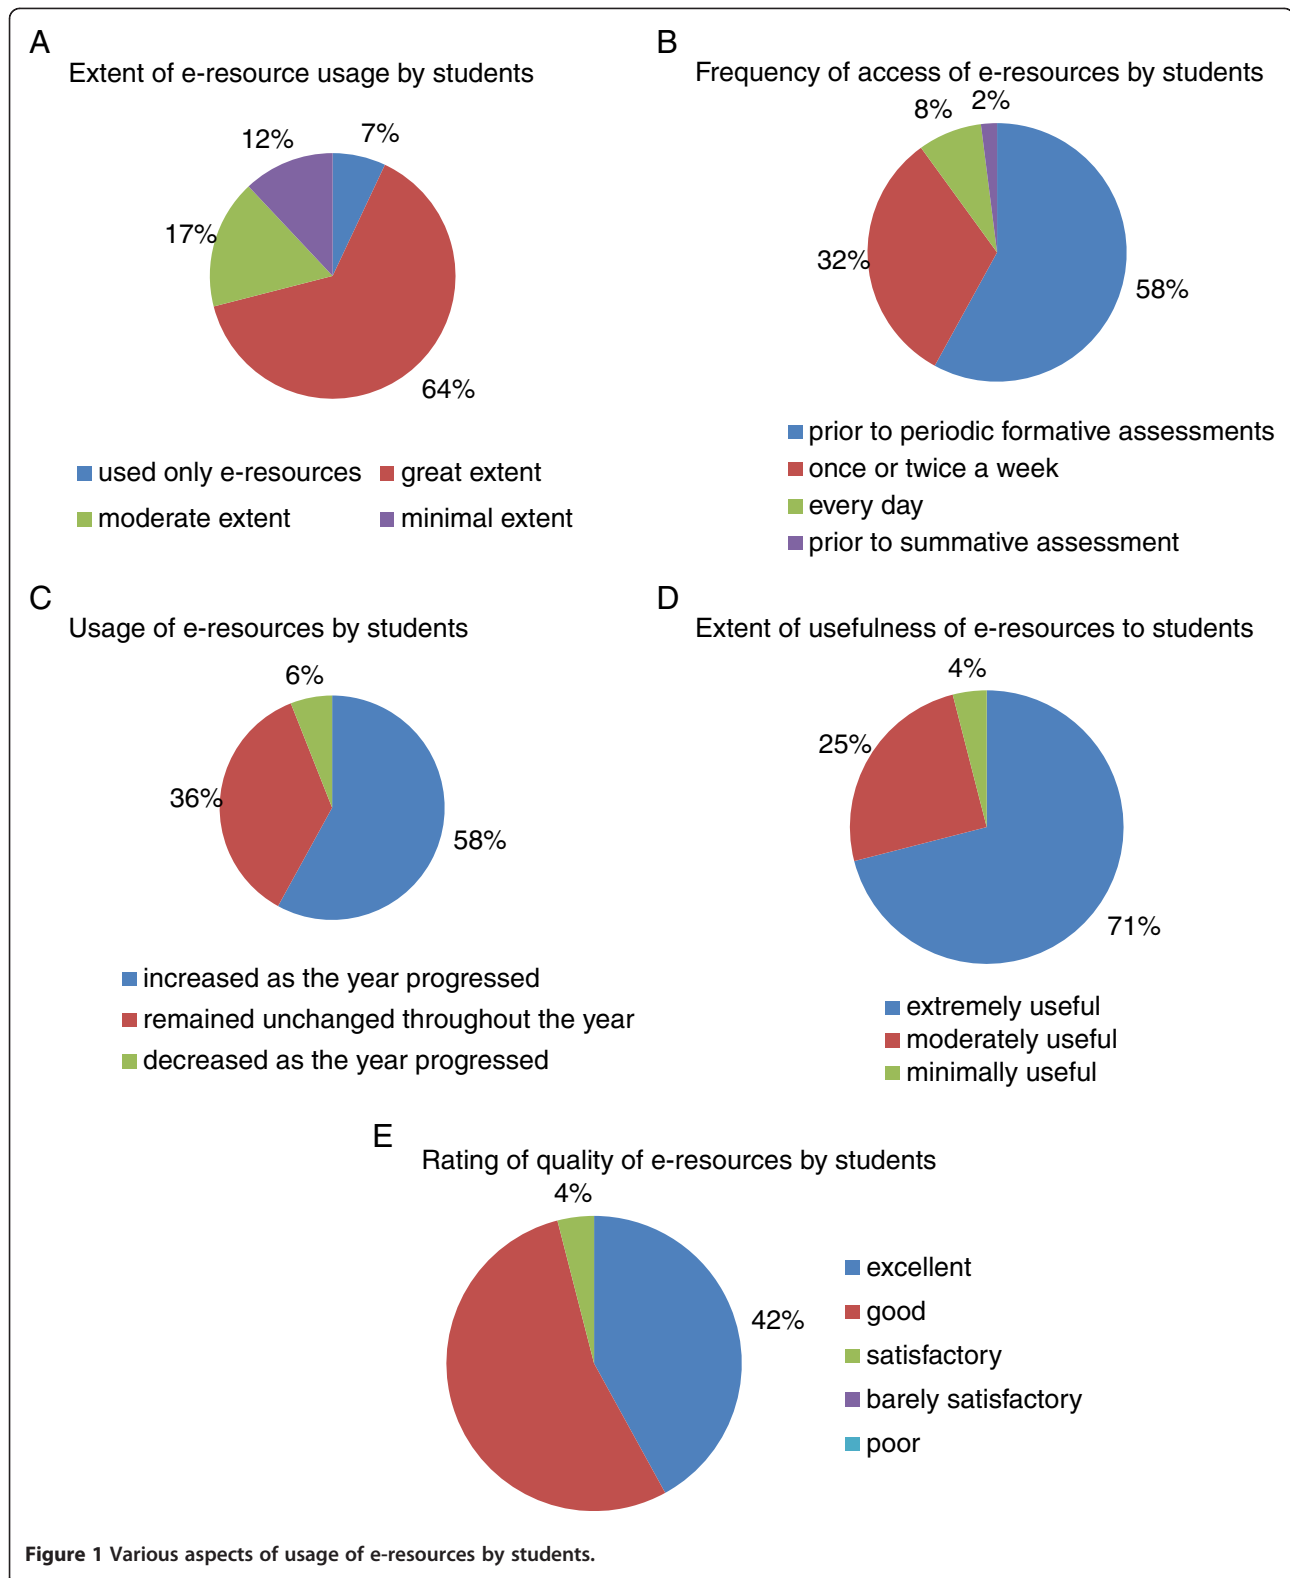 A
Extent of e-resource usage by students
12%
7%
17%
64%
used only e-resources
great extent
moderate extent
minimal extent
B
Frequency of access of e-resources by students
8%
2%
32%
58%
prior to periodic formative assessments
once or twice a week
every day
prior to summative assessment
C
Usage of e-resources by students
6%
36%
58%
increased as the year progressed
remained unchanged throughout the year
decreased as the year progressed
D
Extent of usefulness of e-resources to students
4%
25%
71%
extremely useful
moderately useful
minimally useful
E
Rating of quality of e-resources by students
4%
42%
excellent
good
satisfactory
barely satisfactory
poor
Figure 1 Various aspects of usage of e-resources by students.